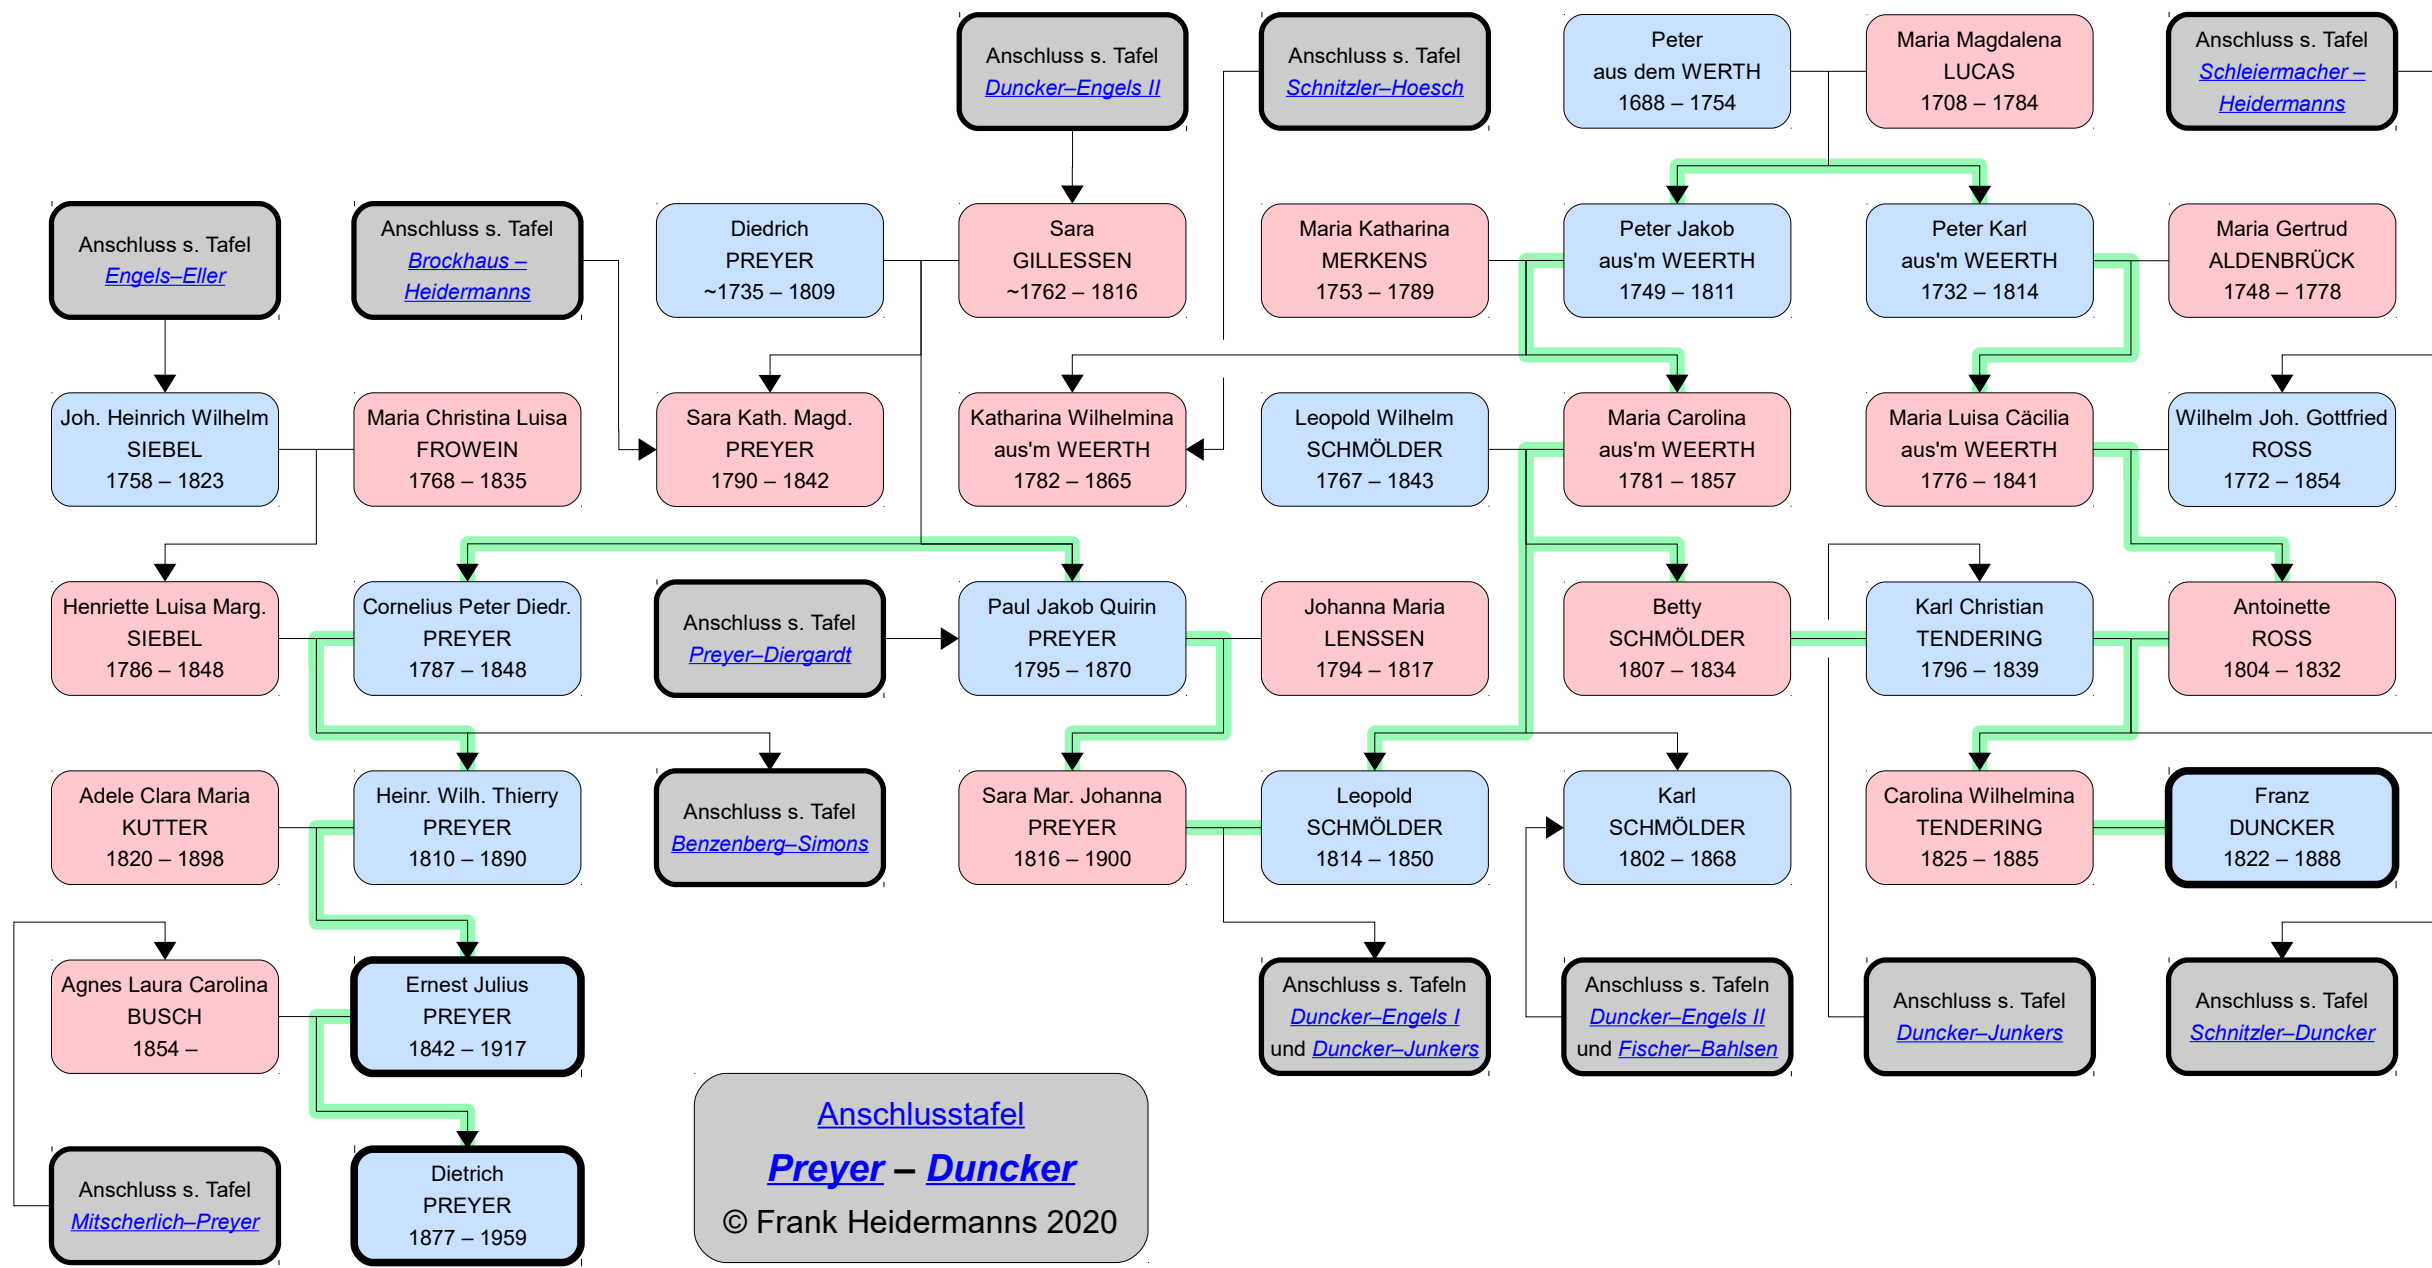 Anschluss s. Tafel
Duncker–Engels II
Anschluss s. Tafel
Schnitzler–Hoesch
Peter
aus dem WERTH
1688 – 1754
Maria Magdalena
LUCAS
1708 – 1784
Anschluss s. Tafel
Schleiermacher –
Heidermanns
Anschluss s. Tafel
Engels–Eller
Anschluss s. Tafel
Brockhaus –
Heidermanns
Diedrich
PREYER
~1735 – 1809
Sara
GILLESSEN
~1762 – 1816
Maria Katharina
MERKENS
1753 – 1789
Peter Jakob
aus'm WEERTH
1749 – 1811
Peter Karl
aus'm WEERTH
1732 – 1814
Maria Gertrud
ALDENBRÜCK
1748 – 1778
Joh. Heinrich Wilhelm
SIEBEL
1758 – 1823
Maria Christina Luisa
FROWEIN
1768 – 1835
Sara Kath. Magd.
PREYER
1790 – 1842
Katharina Wilhelmina
aus'm WEERTH
1782 – 1865
Leopold Wilhelm
SCHMÖLDER
1767 – 1843
Maria Carolina
aus'm WEERTH
1781 – 1857
Maria Luisa Cäcilia
aus'm WEERTH
1776 – 1841
Wilhelm Joh. Gottfried
ROSS
1772 – 1854
Henriette Luisa Marg.
SIEBEL
1786 – 1848
Cornelius Peter Diedr.
PREYER
1787 – 1848
Anschluss s. Tafel
Preyer–Diergardt
Paul Jakob Quirin
PREYER
1795 – 1870
Johanna Maria
LENSSEN
1794 – 1817
Betty
SCHMÖLDER
1807 – 1834
Karl Christian
TENDERING
1796 – 1839
Antoinette
ROSS
1804 – 1832
Adele Clara Maria
KUTTER
1820 – 1898
Heinr. Wilh. Thierry
PREYER
1810 – 1890
Anschluss s. Tafel
Benzenberg–Simons
Sara Mar. Johanna
PREYER
1816 – 1900
Leopold
SCHMÖLDER
1814 – 1850
Karl
SCHMÖLDER
1802 – 1868
Carolina Wilhelmina
TENDERING
1825 – 1885
Franz
DUNCKER
1822 – 1888
Agnes Laura Carolina
BUSCH
1854 –
Ernest Julius
PREYER
1842 – 1917
Anschluss s. Tafeln
Duncker–Engels I
und Duncker–Junkers
Anschluss s. Tafeln
Duncker–Engels II
und Fischer–Bahlsen
Anschluss s. Tafel
Duncker–Junkers
Anschluss s. Tafel
Schnitzler–Duncker
Anschluss s. Tafel
Mitscherlich–Preyer
Dietrich
PREYER
1877 – 1959
Anschlusstafel
Preyer – Duncker
© Frank Heidermanns 2020